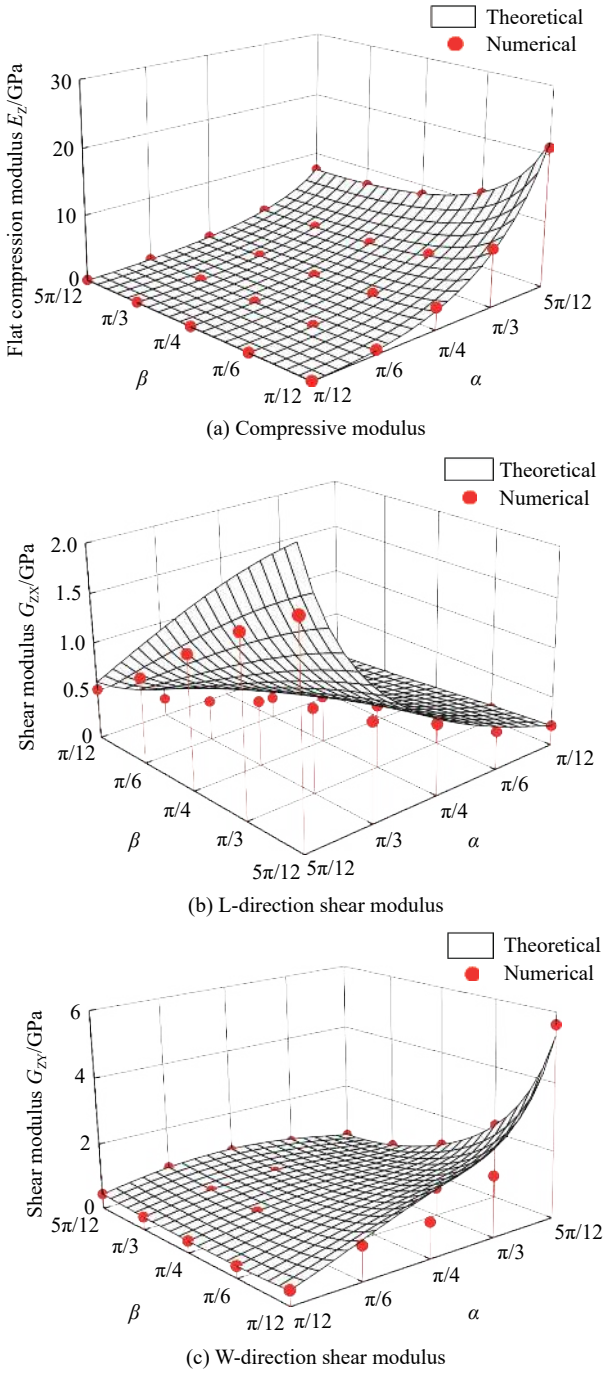 Theoretical
Numerical
Flat compression modulus E_Z/GPa
30
20
10
0
5π/12
π/3
π/4
π/6
π/12
β
π/12
π/6
π/4
π/3
5π/12
α
(a) Compressive modulus
Theoretical
Numerical
Shear modulus G_ZX/GPa
2.0
1.5
1.0
0.5
0
π/12
π/6
π/4
π/3
5π/12
β
5π/12
π/3
π/4
π/6
π/12
α
(b) L-direction shear modulus
Theoretical
Numerical
Shear modulus G_ZY/GPa
6
4
2
0
5π/12
π/3
π/4
π/6
π/12
β
π/12
π/6
π/4
π/3
5π/12
α
(c) W-direction shear modulus